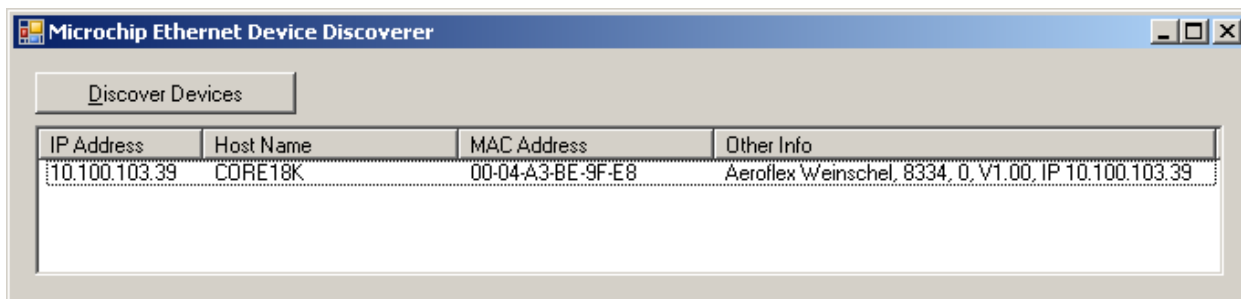 Microchip Ethernet Device Discoverer
Discover Devices
IP Address Host Name MAC Address Other Info
10.100.103.39 CORE18K 00-04-A3-BE-9F-E8 Aeroflex Weinschel, 8334, 0, V1.00, IP 10.100.103.39